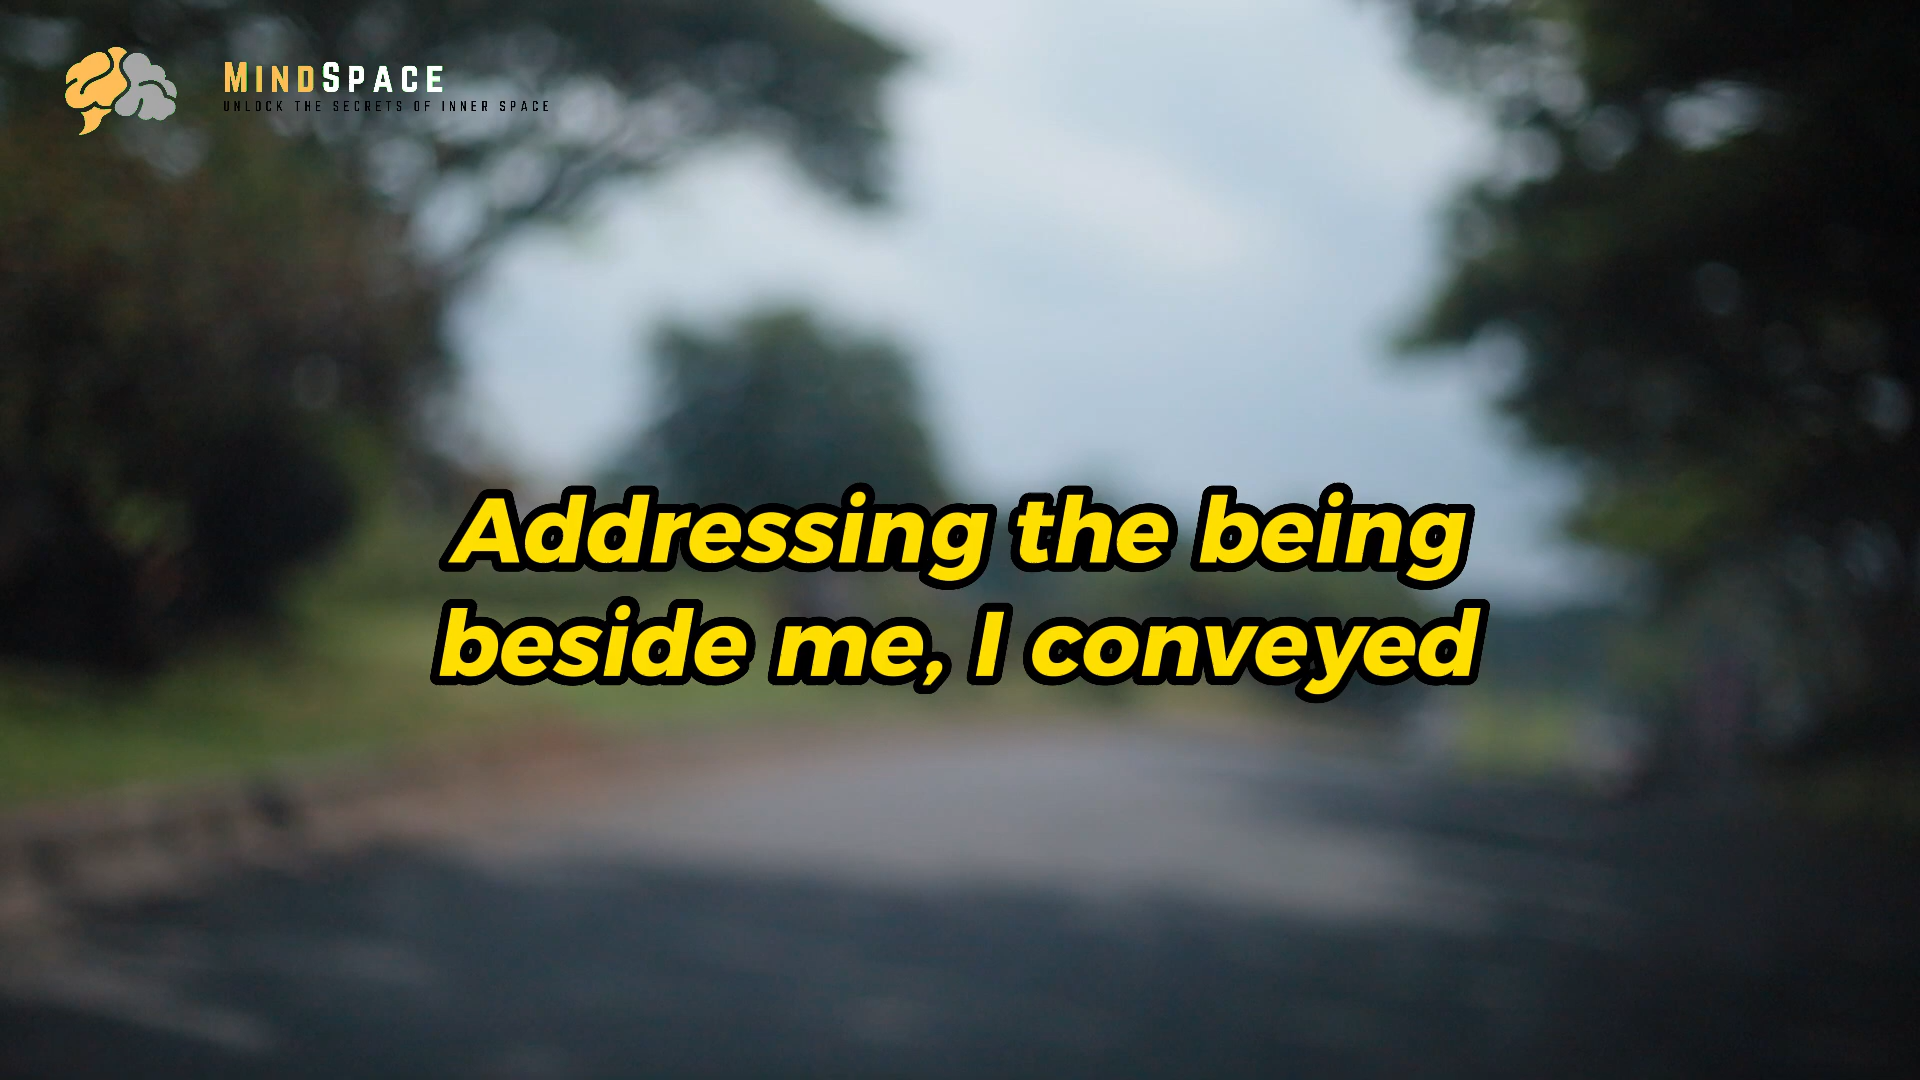 MINDSPACE
UNLOCK THE SECRETS OF INNER SPACE
Addressing the being
beside me, I conveyed